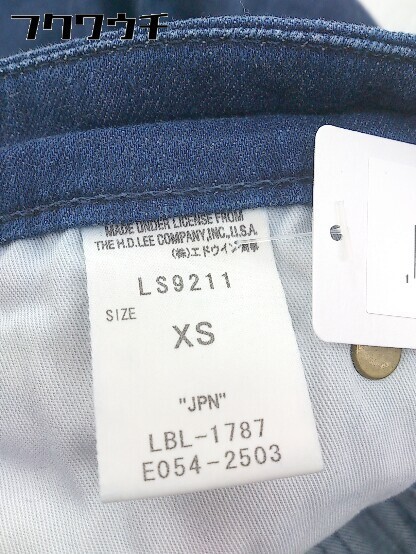 フクワウチ
MADE UNDER LICENSE FROM
THE H.D.LEE COMPANY,INC.,U.S.A.
(株)エドウイン商事
LS9211
SIZE
XS
"JPN"
LBL-1787
E054-2503